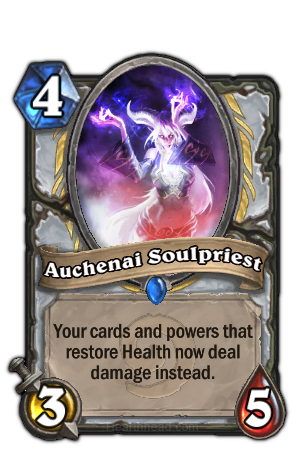 4
Auchenai Soulpriest
Your cards and powers that
restore Health now deal
damage instead.
3
5